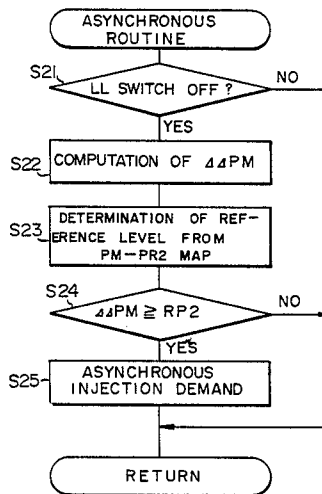 ASYNCHRONOUS
ROUTINE
S21
LL SWITCH OFF ?
NO
YES
S22
COMPUTATION OF ΔΔPM
S23
DETERMINATION OF REF-
ERENCE LEVEL FROM
PM-PR2 MAP
S24
ΔΔPM ≧ RP2
NO
YES
S25
ASYNCHRONOUS
INJECTION DEMAND
RETURN